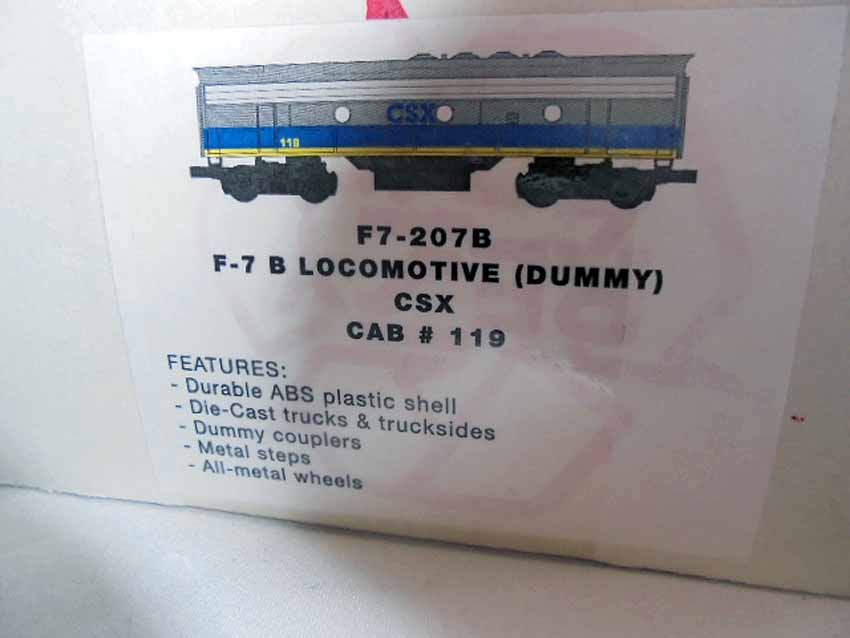 CSX
119
F7-207B
F-7 B LOCOMOTIVE (DUMMY)
CSX
CAB # 119
FEATURES:
- Durable ABS plastic shell
- Die-Cast trucks & trucksides
- Dummy couplers
- Metal steps
- All-metal wheels